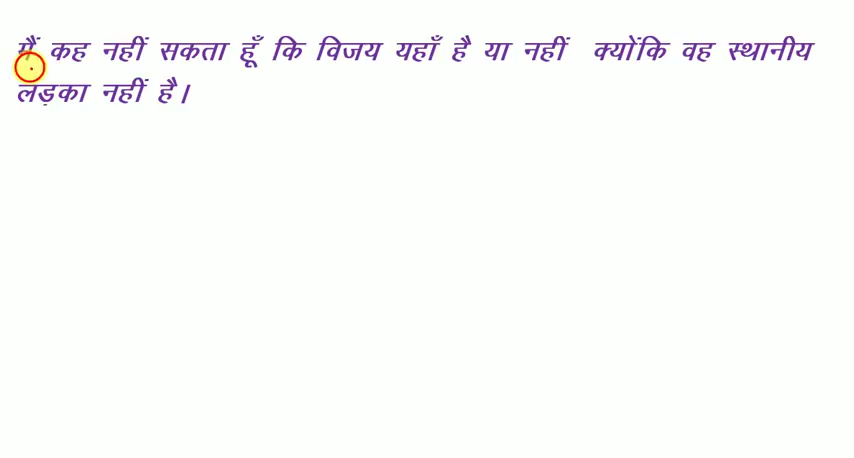 मैं कह नहीं सकता हूँ कि विजय यहाँ है या नहीं क्योंकि वह स्थानीय
लड़का नहीं है।